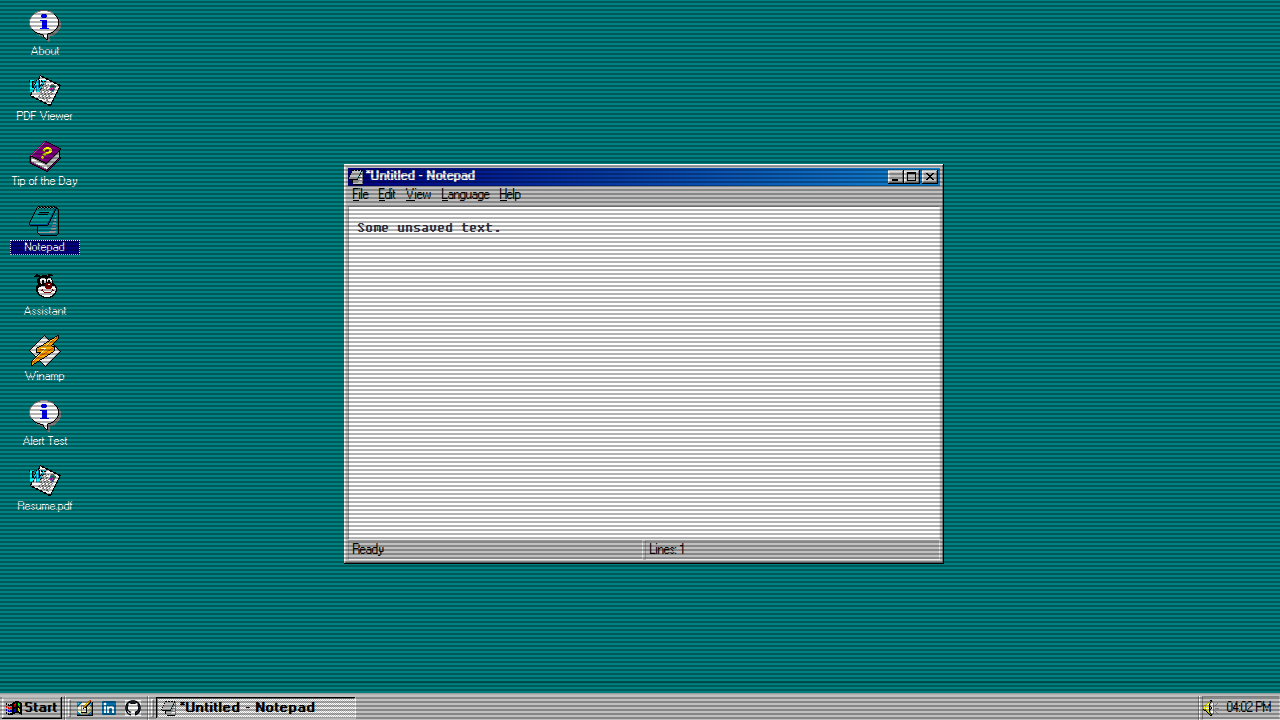 About
PDF Viewer
Tip of the Day
Notepad
Assistant
Winamp
Alert Test
Resume.pdf
*Untitled - Notepad
File Edit View Language Help
Some unsaved text.
Ready Lines: 1
Start *Untitled - Notepad 04:02 PM